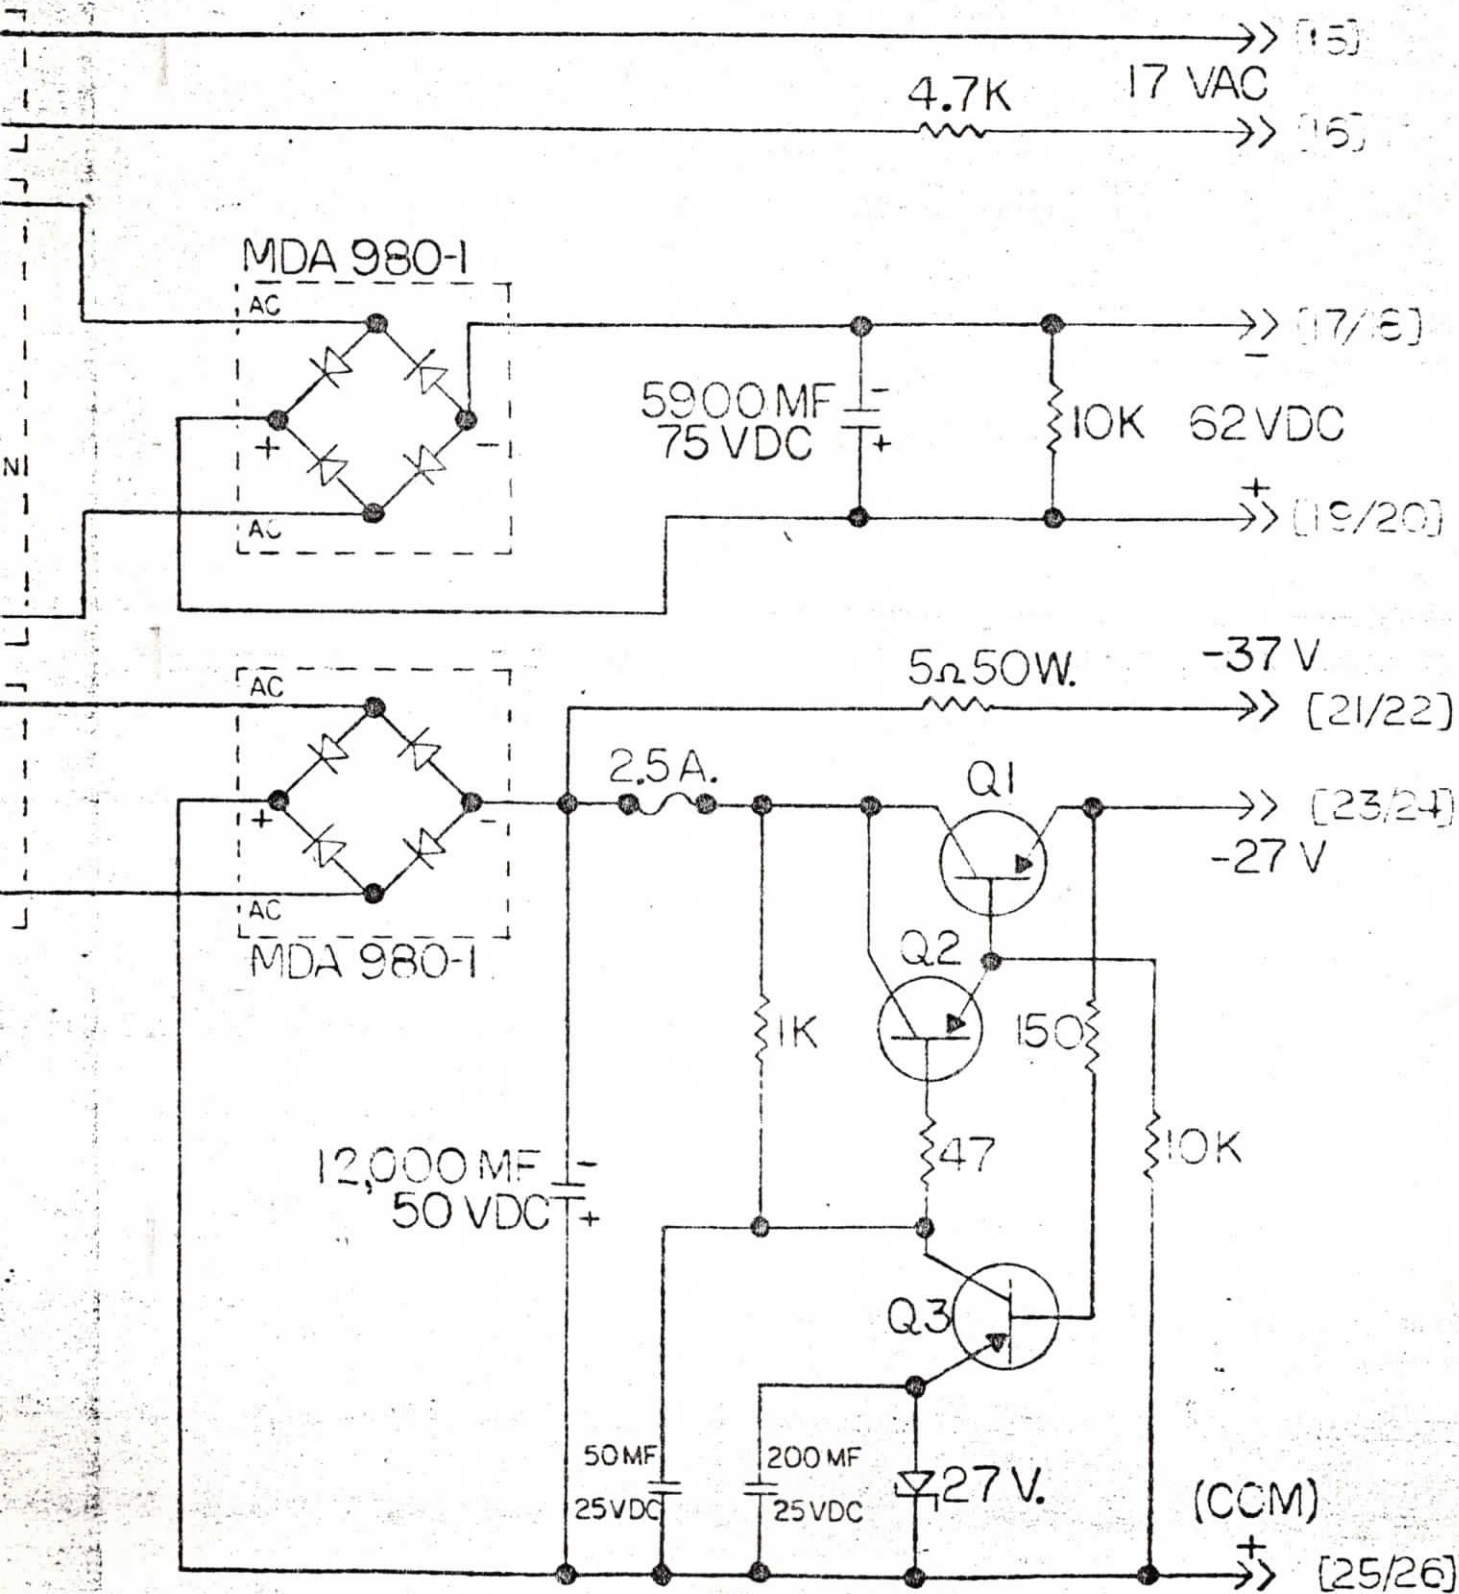 [15]
17 VAC
4.7K
[16]
MDA 980-1
AC
[17/18]
-
5900 MF -
75 VDC +
10K
62 VDC
+ -
N
+
[19/20]
AC
-37 V
5Ω 50W.
AC
[21/22]
2.5 A.
Q1
+ -
[23/24]
-27 V
AC
MDA 980-1
Q2
1K
150
47
10K
12,000 MF -
50 VDC +
Q3
50 MF
25 VDC
200 MF
25 VDC
27 V.
(COM)
+
[25/26]